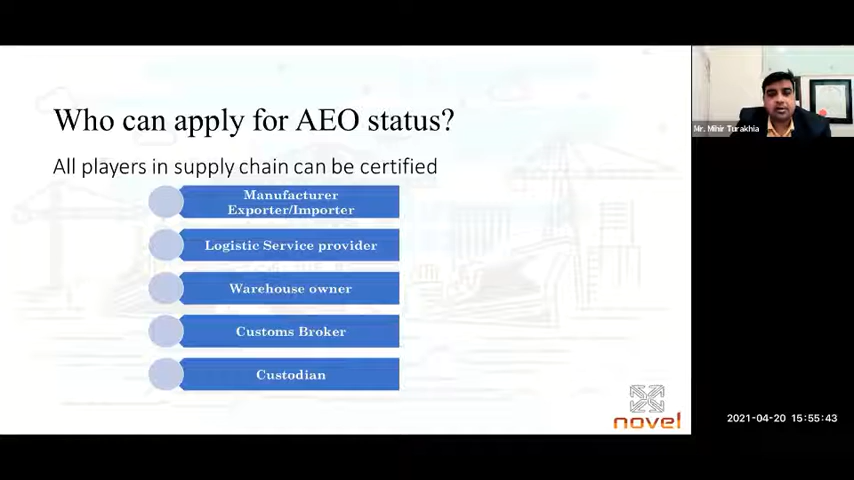 Who can apply for AEO status?
All players in supply chain can be certified
Manufacturer
Exporter/Importer
Logistic Service provider
Warehouse owner
Customs Broker
Custodian
novel
Mr. Mihir Turakhia
2021-04-20 15:55:43